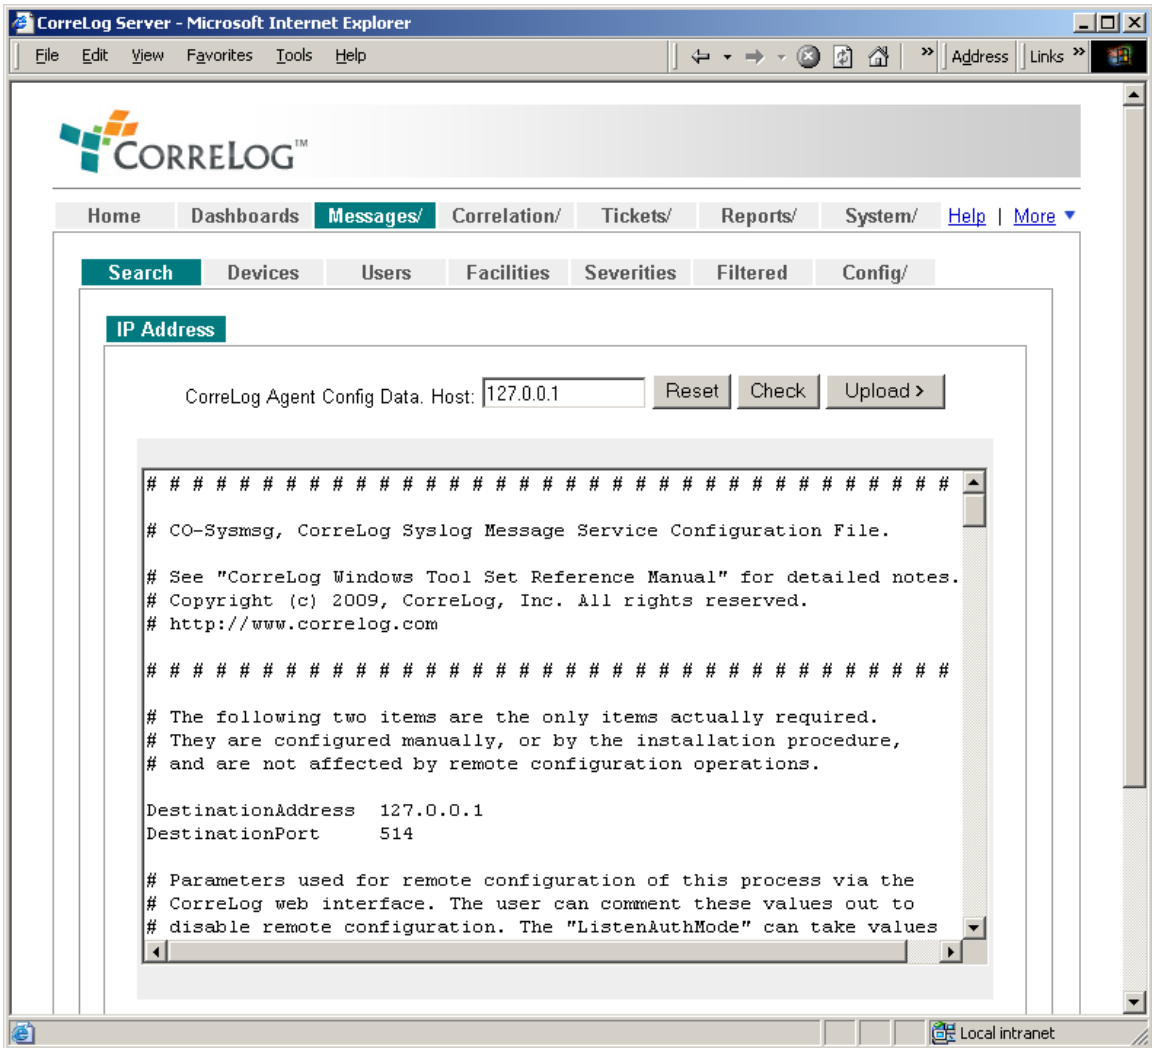 CorreLog Server - Microsoft Internet Explorer
File Edit View Favorites Tools Help » Address Links »
CORRELOG™
Home Dashboards Messages/ Correlation/ Tickets/ Reports/ System/ Help | More
Search Devices Users Facilities Severities Filtered Config/
IP Address
CorreLog Agent Config Data. Host: 127.0.0.1 Reset Check Upload >
# # # # # # # # # # # # # # # # # # # # # # # # # # # # # # # # # # #
# CO-Sysmsg, CorreLog Syslog Message Service Configuration File.
# See "CorreLog Windows Tool Set Reference Manual" for detailed notes.
# Copyright (c) 2009, CorreLog, Inc. All rights reserved.
# http://www.correlog.com
# # # # # # # # # # # # # # # # # # # # # # # # # # # # # # # # # # #
# The following two items are the only items actually required.
# They are configured manually, or by the installation procedure,
# and are not affected by remote configuration operations.
DestinationAddress 127.0.0.1
DestinationPort 514
# Parameters used for remote configuration of this process via the
# CorreLog web interface. The user can comment these values out to
# disable remote configuration. The "ListenAuthMode" can take values
Local intranet